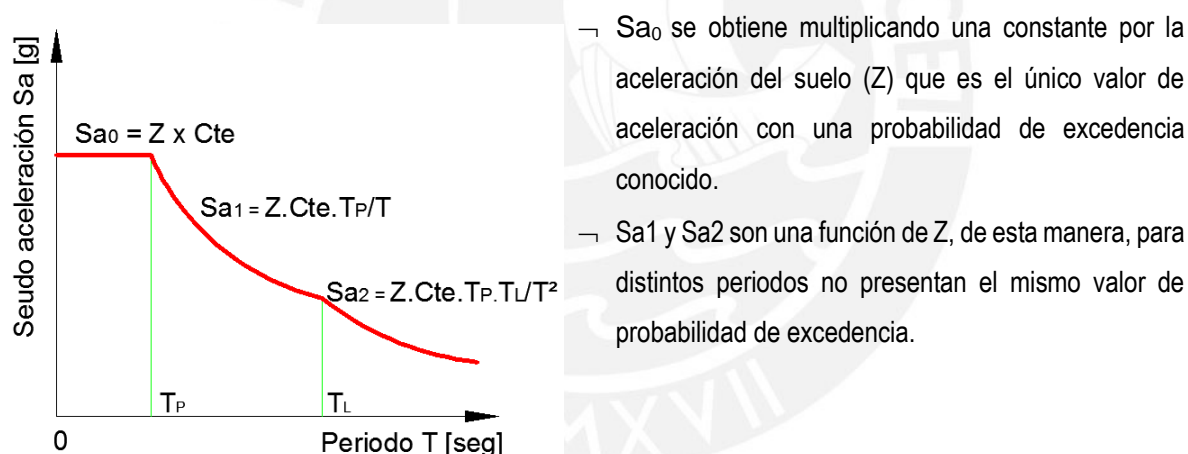 Seudo aceleración Sa [g]
Sa₀ = Z x Cte
Sa₁ = Z.Cte.TP/T
Sa₂ = Z.Cte.TP.TL/T²
TP
TL
0
Periodo T [seg]
¬ Sa₀ se obtiene multiplicando una constante por la
aceleración del suelo (Z) que es el único valor de
aceleración con una probabilidad de excedencia
conocido.
¬ Sa1 y Sa2 son una función de Z, de esta manera, para
distintos periodos no presentan el mismo valor de
probabilidad de excedencia.